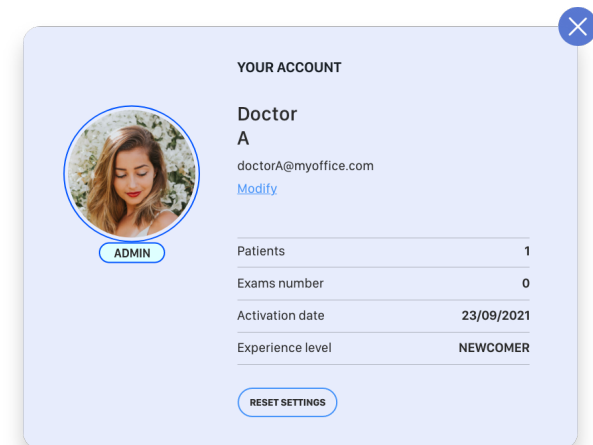 YOUR ACCOUNT
Doctor
A
doctorA@myoffice.com
Modify
ADMIN
Patients 1
Exams number 0
Activation date 23/09/2021
Experience level NEWCOMER
RESET SETTINGS